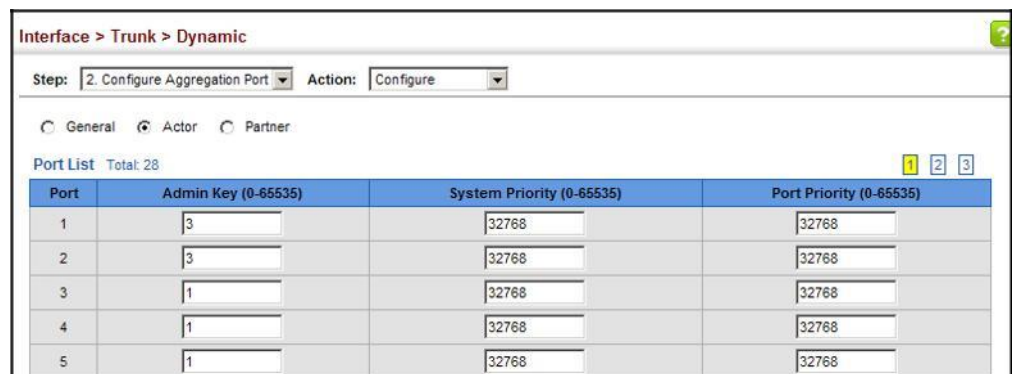 Interface > Trunk > Dynamic
?
Step: 2. Configure Aggregation Port Action: Configure
General Actor Partner
Port List Total: 28 1 2 3
Port Admin Key (0-65535) System Priority (0-65535) Port Priority (0-65535)
1 3 32768 32768
2 3 32768 32768
3 1 32768 32768
4 1 32768 32768
5 1 32768 32768